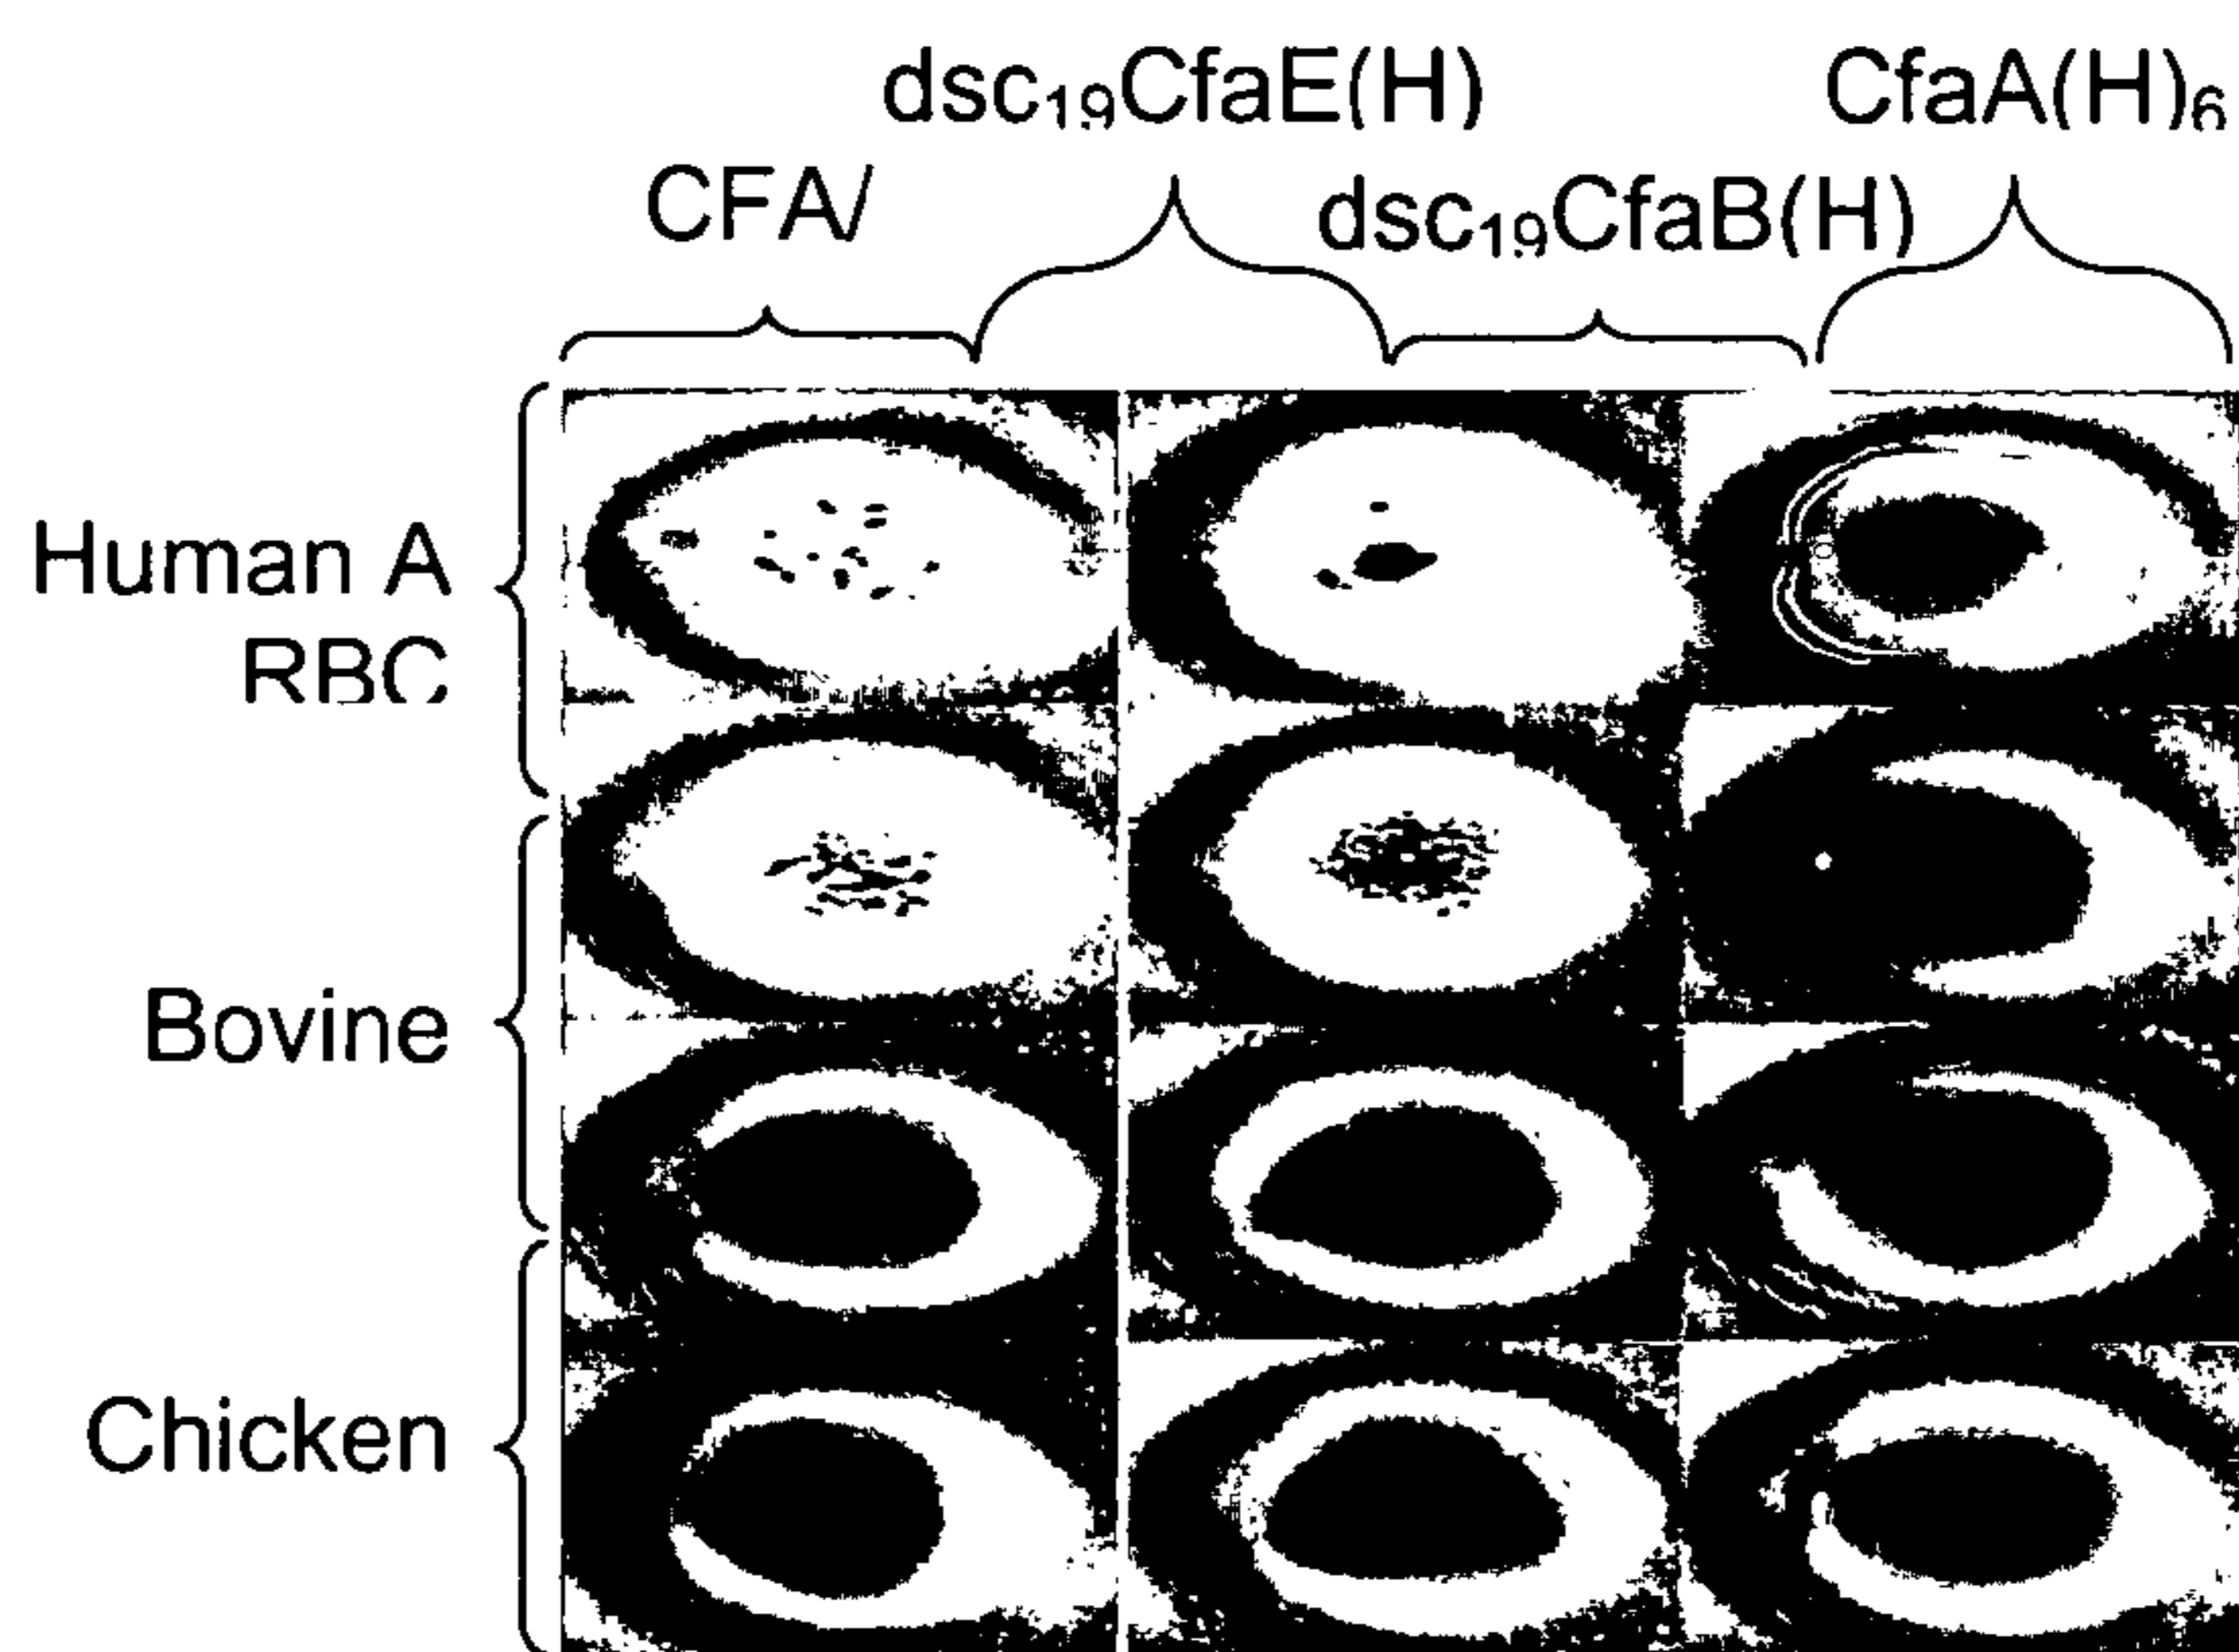 dsc₁₉CfaE(H)
CfaA(H)₆
CFA/
dsc₁₉CfaB(H)
Human A
RBC
Bovine
Chicken